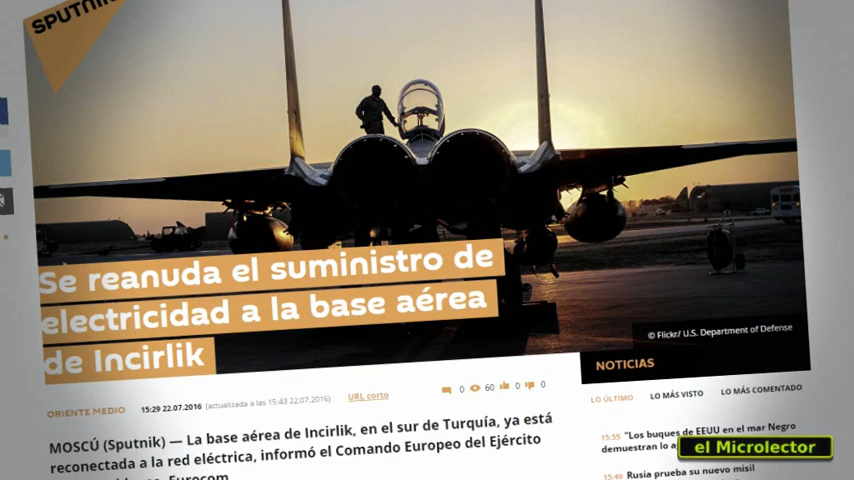 SPUTNIK
Se reanuda el suministro de
electricidad a la base aérea
de Incirlik
© Flickr/ U.S. Department of Defense
NOTICIAS
LO ÚLTIMO LO MÁS VISTO LO MÁS COMENTADO
ORIENTE MEDIO 15:29 22.07.2016 (actualizada a las 15:43 22.07.2016) URL corto 0 60 0 0
MOSCÚ (Sputnik) — La base aérea de Incirlik, en el sur de Turquía, ya está
reconectada a la red eléctrica, informó el Comando Europeo del Ejército
Eurocom
15:55 "Los buques de EEUU en el mar Negro
demuestran lo
15:49 Rusia prueba su nuevo misil
el Microlector